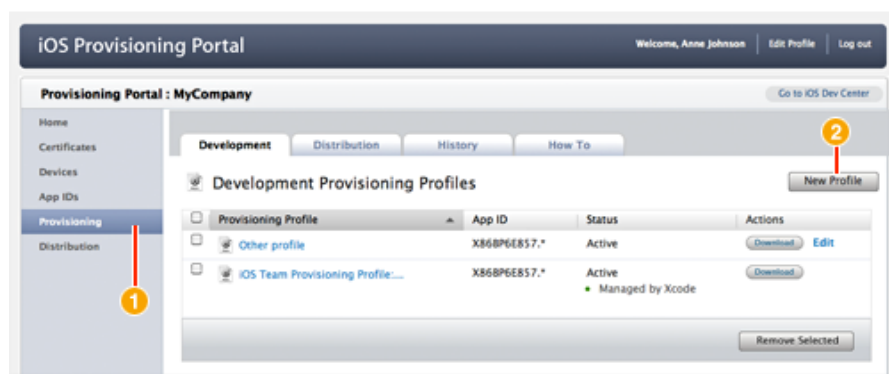 iOS Provisioning Portal
Welcome, Anne Johnson Edit Profile Log out
Provisioning Portal : MyCompany
Go to iOS Dev Center
Home
Certificates
Devices
App IDs
Provisioning
Distribution
1
2
Development Distribution History How To
Development Provisioning Profiles
New Profile
Provisioning Profile App ID Status Actions
Other profile X868P6E857.* Active Download Edit
iOS Team Provisioning Profile:... X868P6E857.* Active Download
Managed by Xcode
Remove Selected